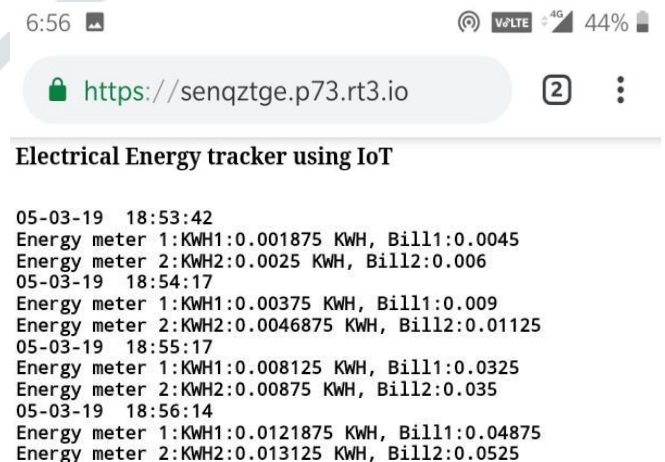 6:56 VoLTE 4G 44%
https://senqztge.p73.rt3.io 2
Electrical Energy tracker using IoT
05-03-19 18:53:42
Energy meter 1:KWH1:0.001875 KWH, Bill1:0.0045
Energy meter 2:KWH2:0.0025 KWH, Bill2:0.006
05-03-19 18:54:17
Energy meter 1:KWH1:0.00375 KWH, Bill1:0.009
Energy meter 2:KWH2:0.0046875 KWH, Bill2:0.01125
05-03-19 18:55:17
Energy meter 1:KWH1:0.008125 KWH, Bill1:0.0325
Energy meter 2:KWH2:0.00875 KWH, Bill2:0.035
05-03-19 18:56:14
Energy meter 1:KWH1:0.0121875 KWH, Bill1:0.04875
Energy meter 2:KWH2:0.013125 KWH, Bill2:0.0525